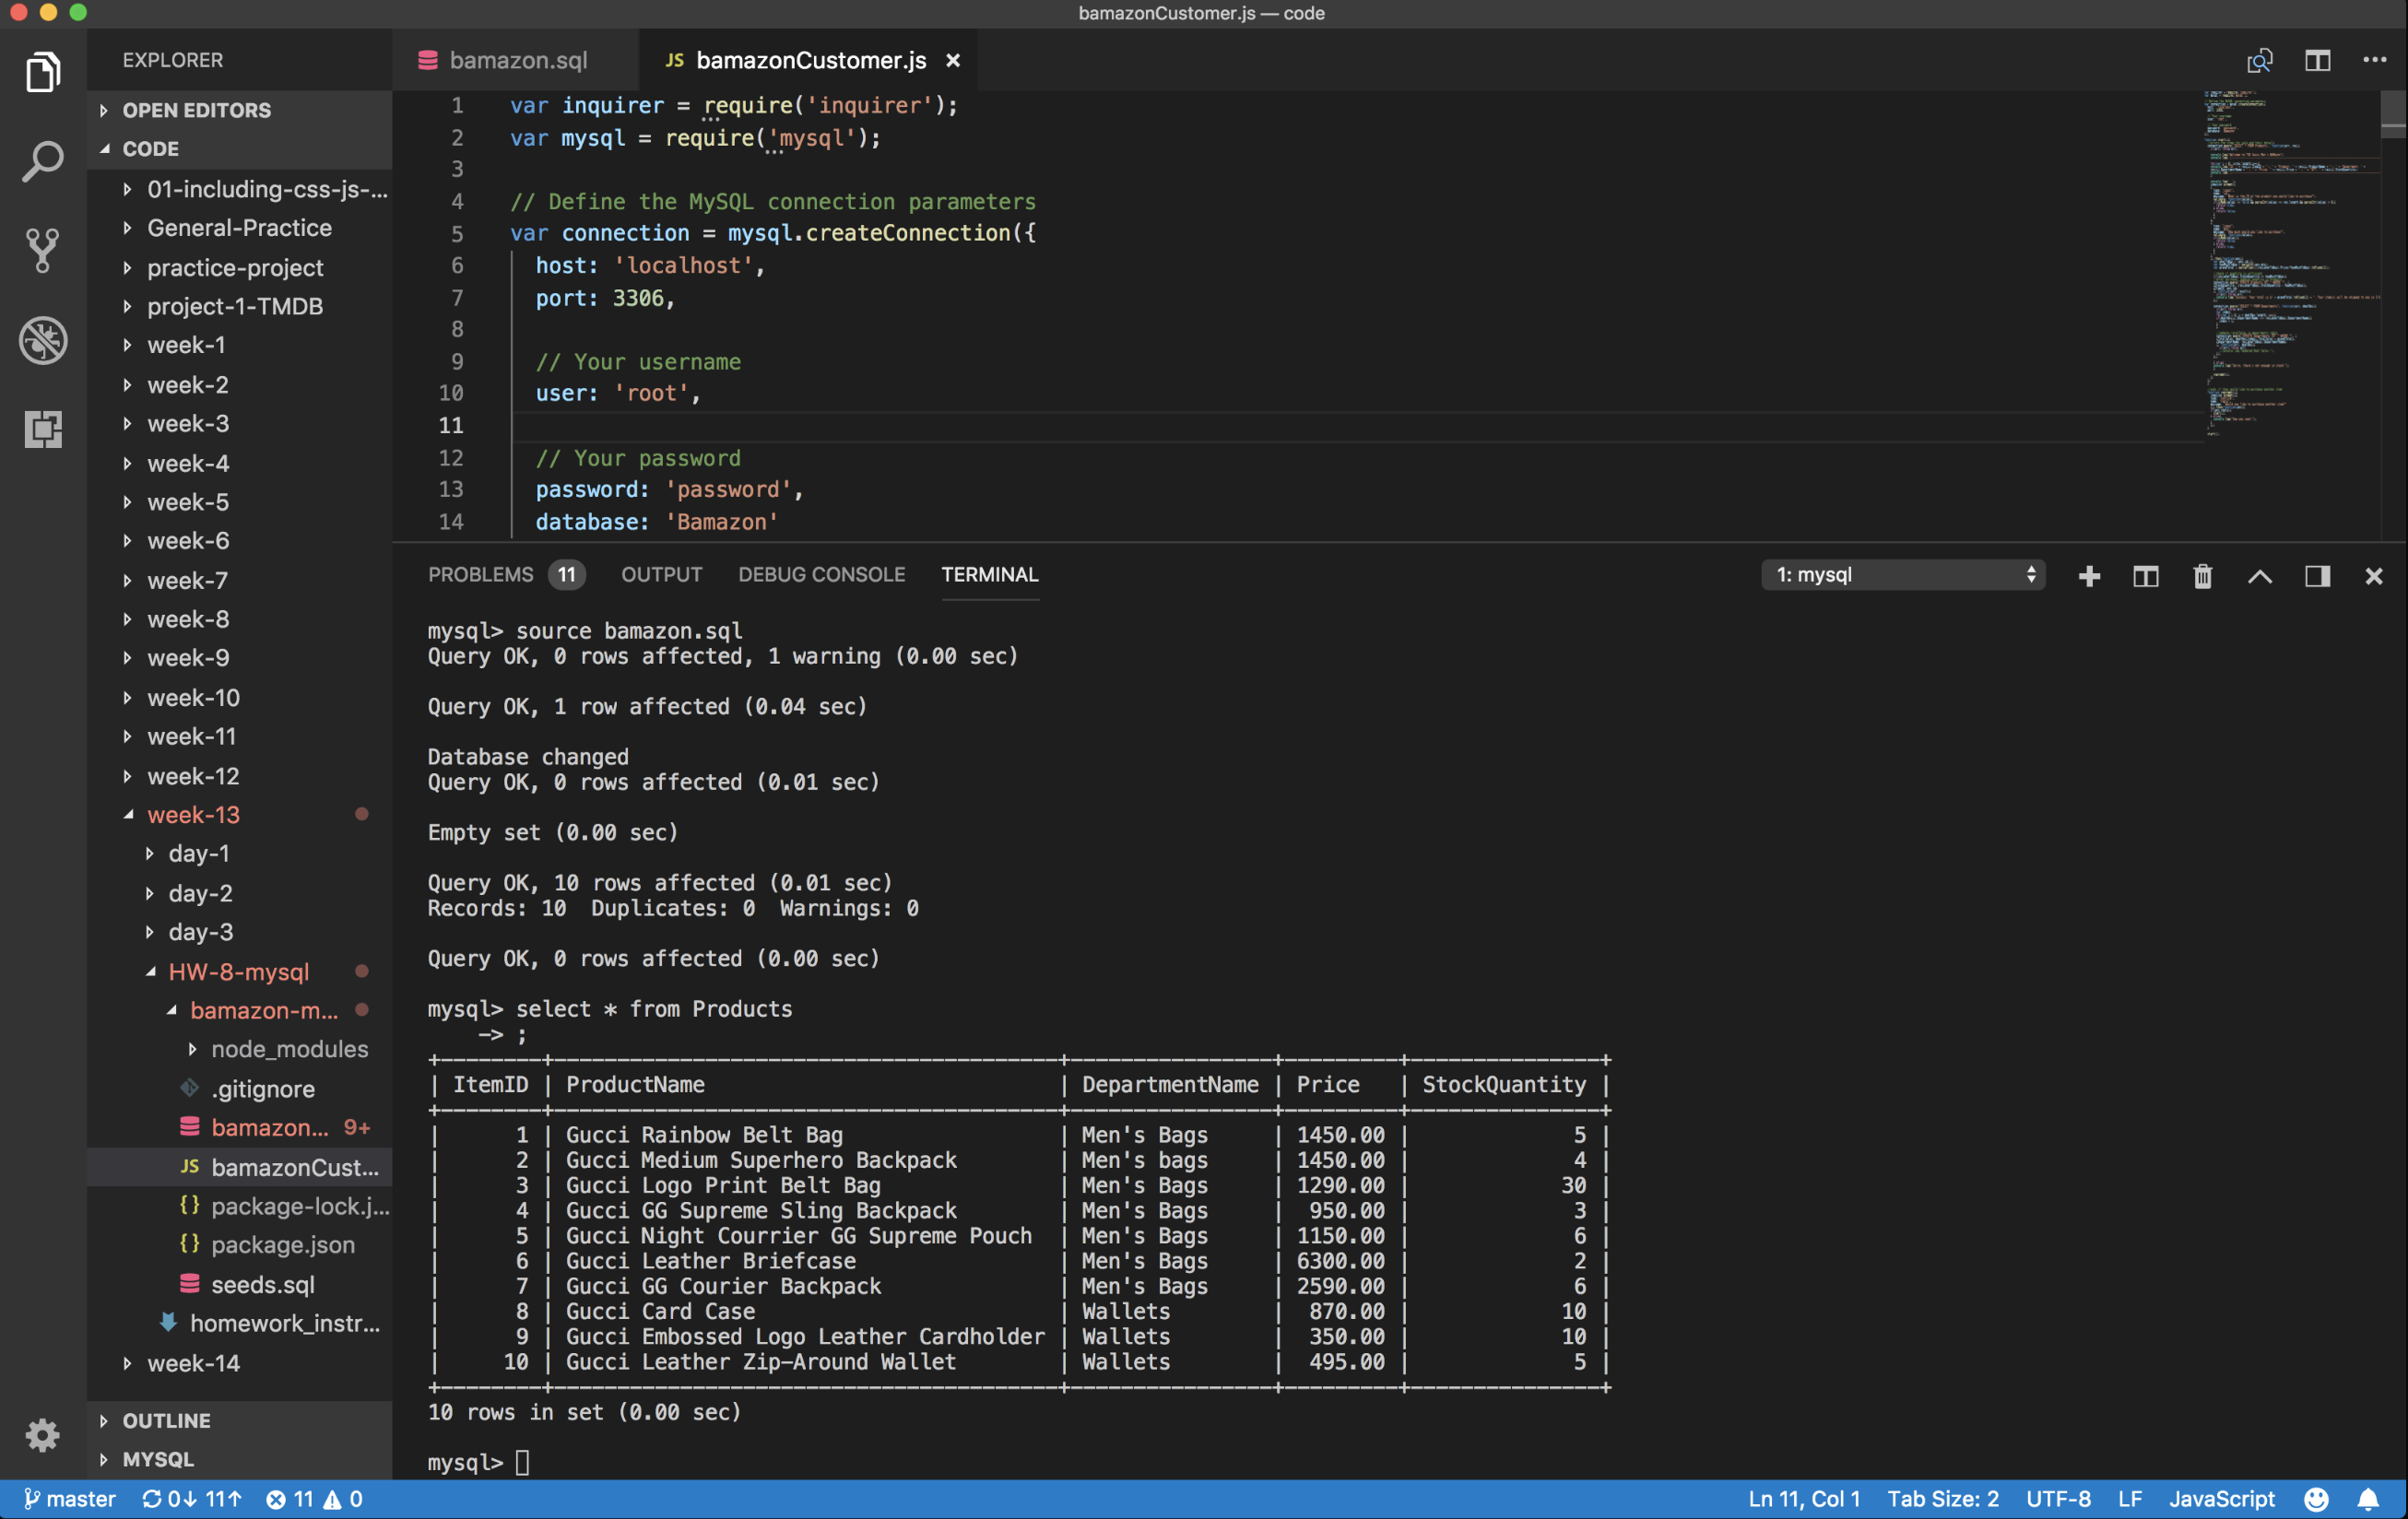 bamazonCustomer.js — code
EXPLORER
OPEN EDITORS
CODE
01-including-css-js-...
General-Practice
practice-project
project-1-TMDB
week-1
week-2
week-3
week-4
week-5
week-6
week-7
week-8
week-9
week-10
week-11
week-12
week-13
day-1
day-2
day-3
HW-8-mysql
bamazon-m...
node_modules
.gitignore
bamazon... 9+
JS bamazonCust...
{} package-lock.j...
{} package.json
seeds.sql
homework_instr...
week-14
OUTLINE
MYSQL
bamazon.sql
JS bamazonCustomer.js
1 var inquirer = require('inquirer');
2 var mysql = require('mysql');
3
4 // Define the MySQL connection parameters
5 var connection = mysql.createConnection({
6 host: 'localhost',
7 port: 3306,
8
9 // Your username
10 user: 'root',
11
12 // Your password
13 password: 'password',
14 database: 'Bamazon'
PROBLEMS 11 OUTPUT DEBUG CONSOLE TERMINAL 1: mysql
mysql> source bamazon.sql
Query OK, 0 rows affected, 1 warning (0.00 sec)
Query OK, 1 row affected (0.04 sec)
Database changed
Query OK, 0 rows affected (0.01 sec)
Empty set (0.00 sec)
Query OK, 10 rows affected (0.01 sec)
Records: 10  Duplicates: 0  Warnings: 0
Query OK, 0 rows affected (0.00 sec)
mysql> select * from Products
-> ;
+--------+----------------------------------------+----------------+---------+---------------+
| ItemID | ProductName | DepartmentName | Price | StockQuantity |
+--------+----------------------------------------+----------------+---------+---------------+
| 1 | Gucci Rainbow Belt Bag | Men's Bags | 1450.00 | 5 |
| 2 | Gucci Medium Superhero Backpack | Men's bags | 1450.00 | 4 |
| 3 | Gucci Logo Print Belt Bag | Men's Bags | 1290.00 | 30 |
| 4 | Gucci GG Supreme Sling Backpack | Men's Bags | 950.00 | 3 |
| 5 | Gucci Night Courrier GG Supreme Pouch | Men's Bags | 1150.00 | 6 |
| 6 | Gucci Leather Briefcase | Men's Bags | 6300.00 | 2 |
| 7 | Gucci GG Courier Backpack | Men's Bags | 2590.00 | 6 |
| 8 | Gucci Card Case | Wallets | 870.00 | 10 |
| 9 | Gucci Embossed Logo Leather Cardholder | Wallets | 350.00 | 10 |
| 10 | Gucci Leather Zip-Around Wallet | Wallets | 495.00 | 5 |
+--------+----------------------------------------+----------------+---------+---------------+
10 rows in set (0.00 sec)
mysql>
master 0↓ 11↑ 11 0 Ln 11, Col 1 Tab Size: 2 UTF-8 LF JavaScript